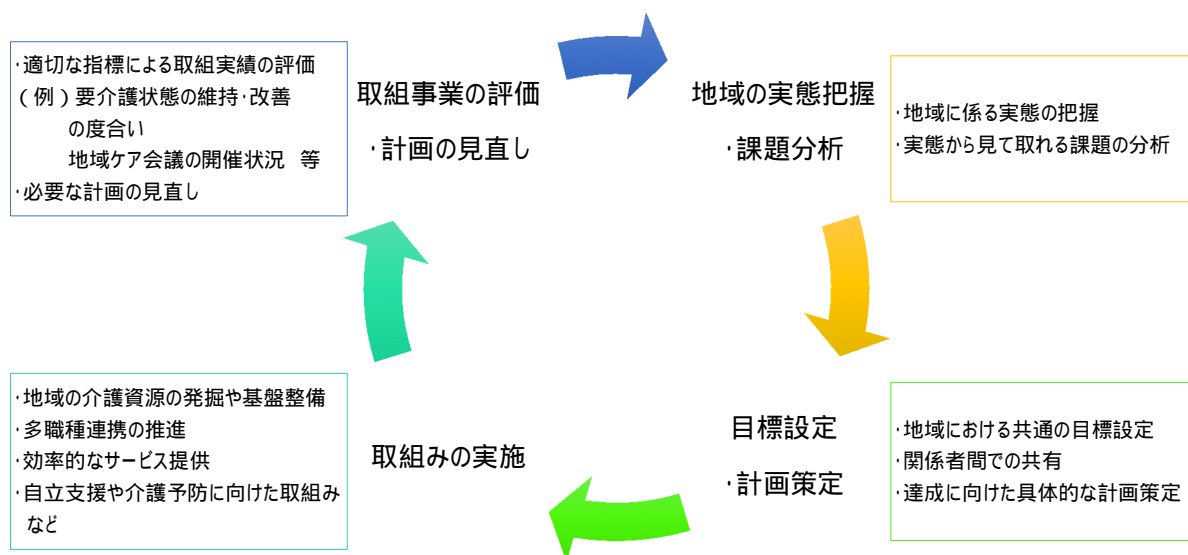 ・適切な指標による取組実績の評価
（例）要介護状態の維持・改善
の度合い
地域ケア会議の開催状況 等
・必要な計画の見直し
取組事業の評価
・計画の見直し
地域の実態把握
・課題分析
・地域に係る実態の把握
・実態から見て取れる課題の分析
・地域の介護資源の発掘や基盤整備
・多職種連携の推進
・効率的なサービス提供
・自立支援や介護予防に向けた取組み
など
取組みの実施
目標設定
・計画策定
・地域における共通の目標設定
・関係者間での共有
・達成に向けた具体的な計画策定